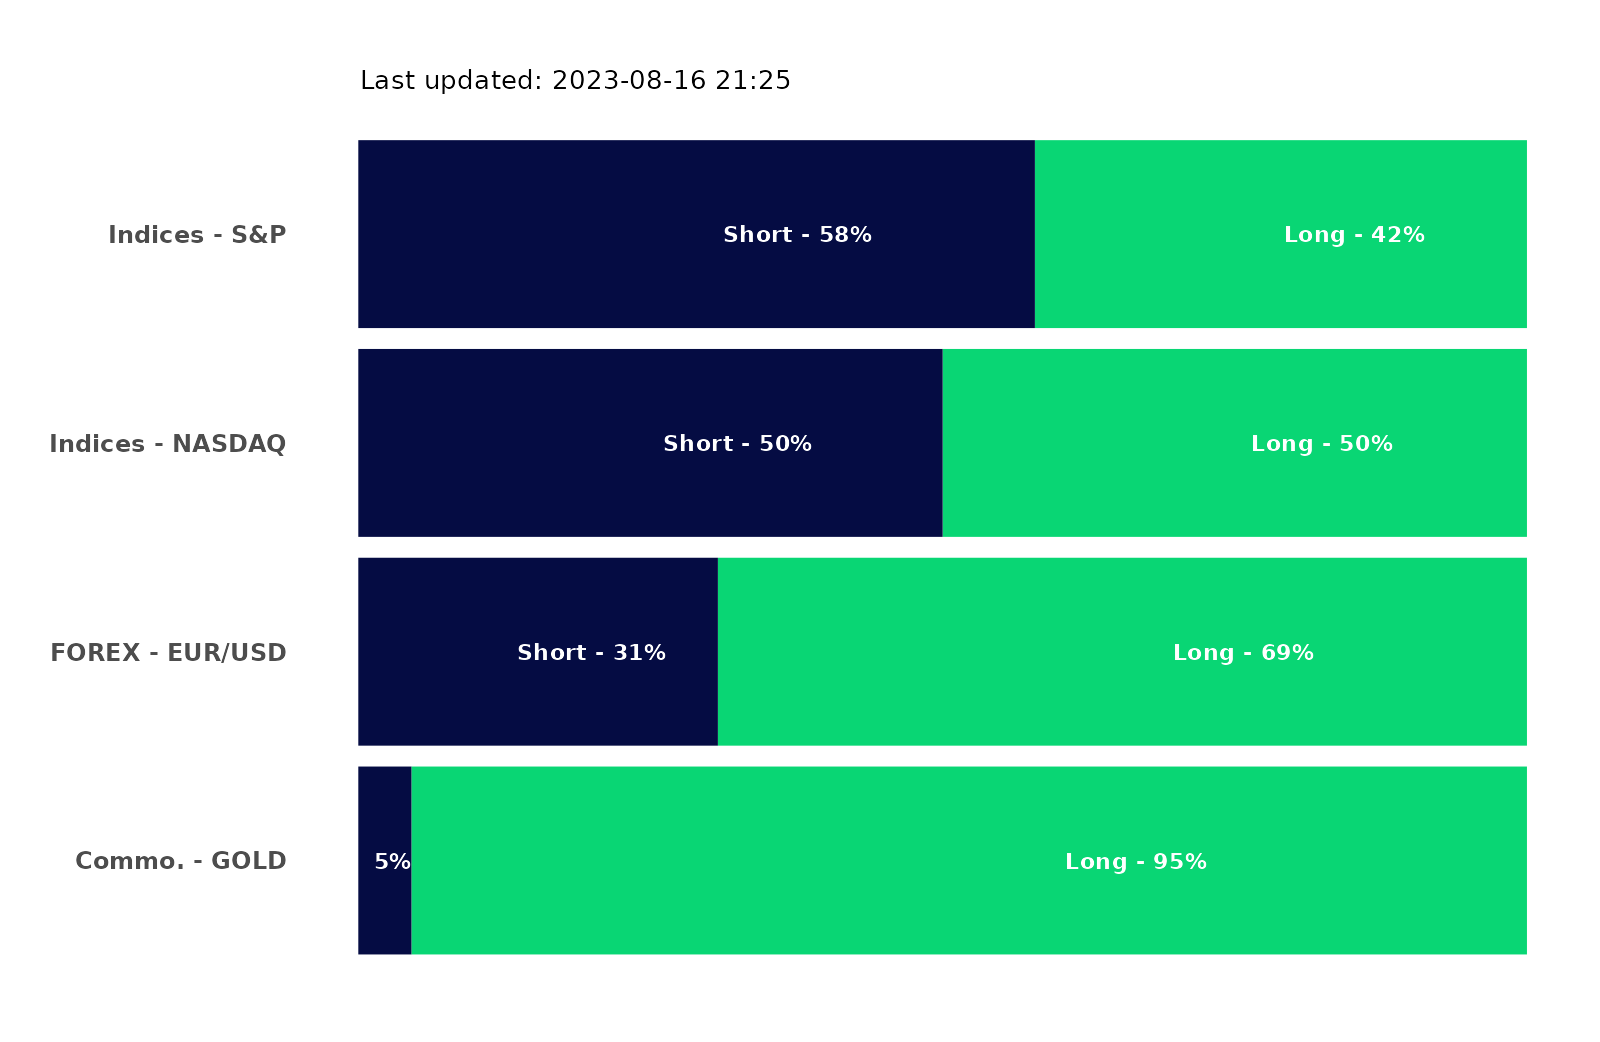 Last updated: 2023-08-16 21:25
Indices - S&P
Short - 58%
Long - 42%
Indices - NASDAQ
Short - 50%
Long - 50%
FOREX - EUR/USD
Short - 31%
Long - 69%
Commo. - GOLD
5%
Long - 95%